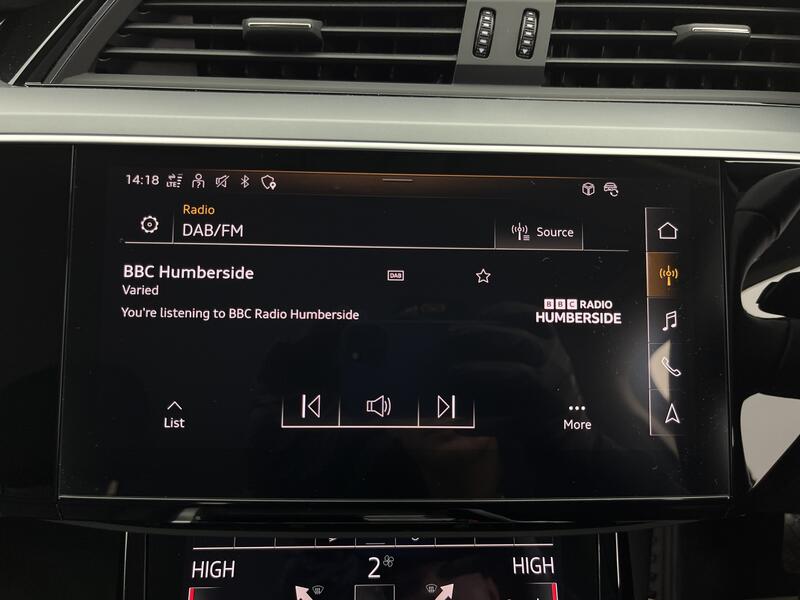 14:18 LTE
Radio
DAB/FM
Source
BBC Humberside
DAB
Varied
You're listening to BBC Radio Humberside
BBC RADIO
HUMBERSIDE
List
More
HIGH 2 HIGH